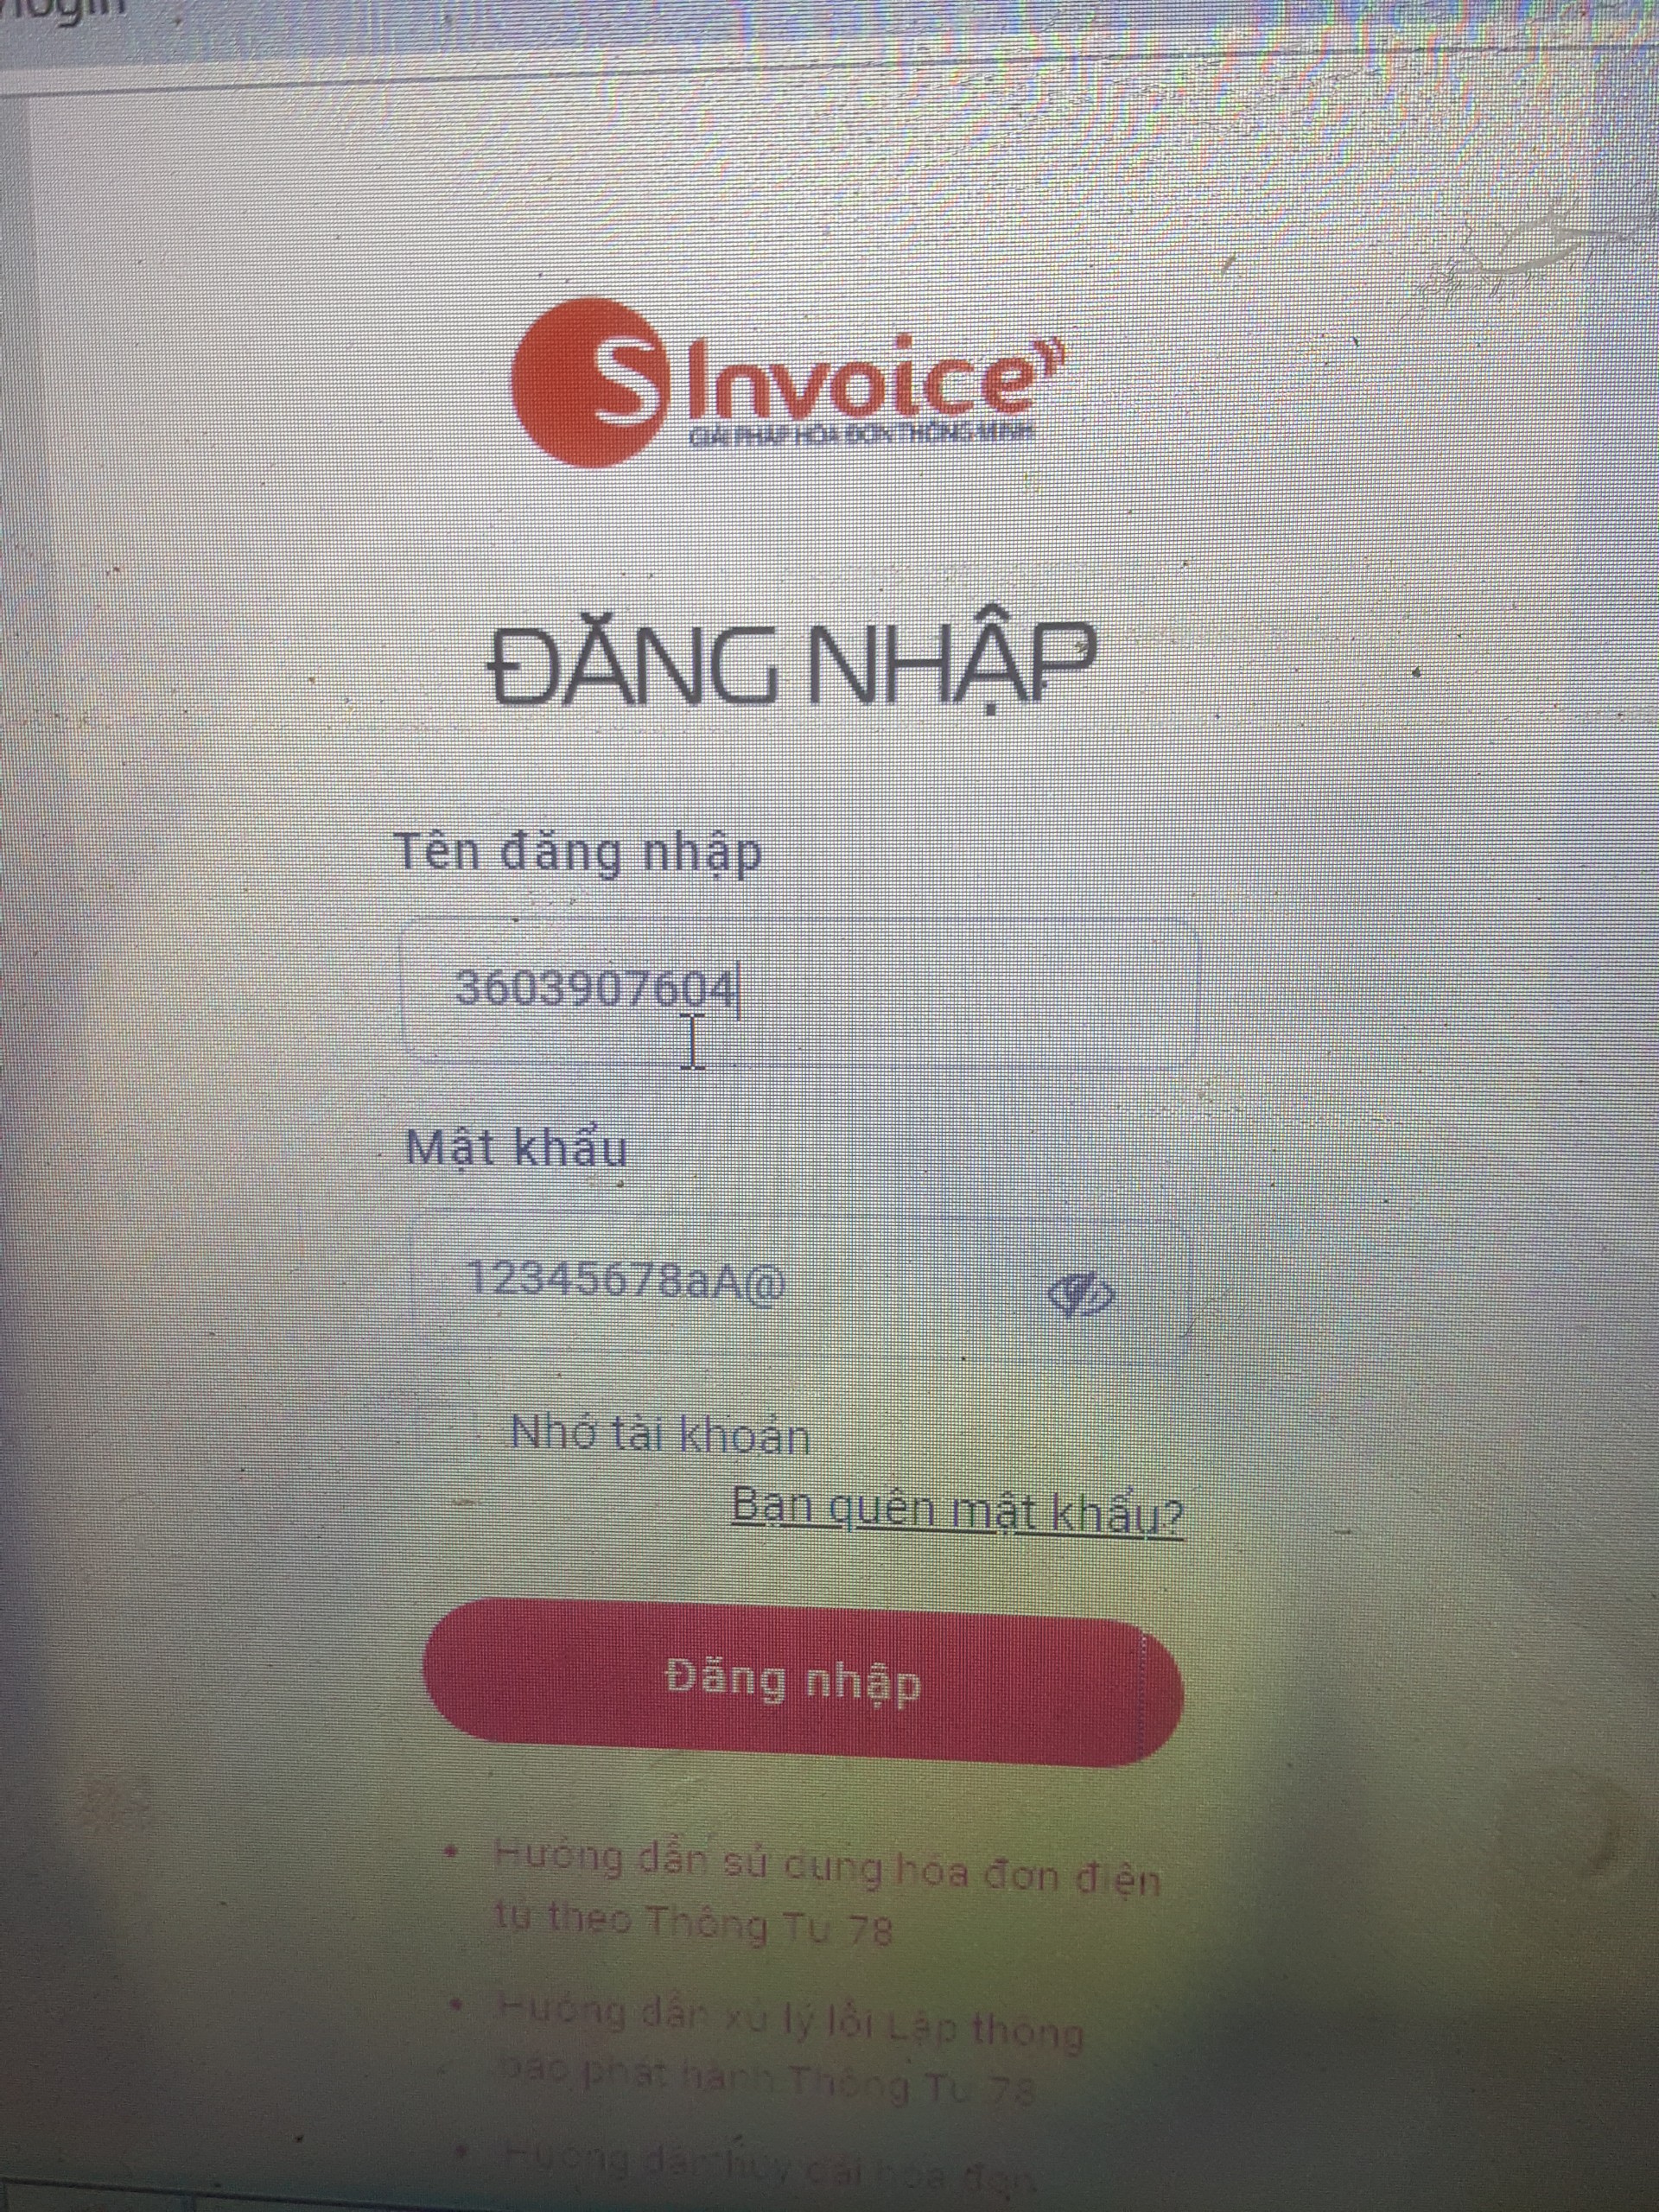 login
SInvoice
GIẢI PHÁP HÓA ĐƠN THÔNG MINH
ĐĂNG NHẬP
Tên đăng nhập
3603907604
Mật khẩu
12345678aA@
Nhớ tài khoản
Bạn quên mật khẩu?
Đăng nhập
• Hướng dẫn sử dụng hóa đơn điện
tử theo Thông Tư 78
• Hướng dẫn xử lý lỗi Lập thông
báo phát hành Thông Tư 78
• Hướng dẫn hủy dải hóa đơn